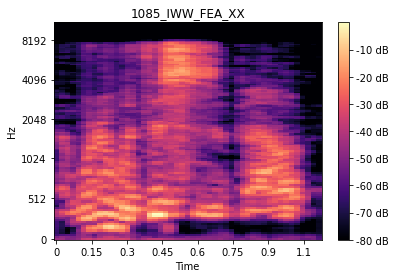 1085_IWW_FEA_XX
Hz
8192
4096
2048
1024
512
0
0 0.15 0.3 0.45 0.6 0.75 0.9 1.1
Time
-10 dB
-20 dB
-30 dB
-40 dB
-50 dB
-60 dB
-70 dB
-80 dB